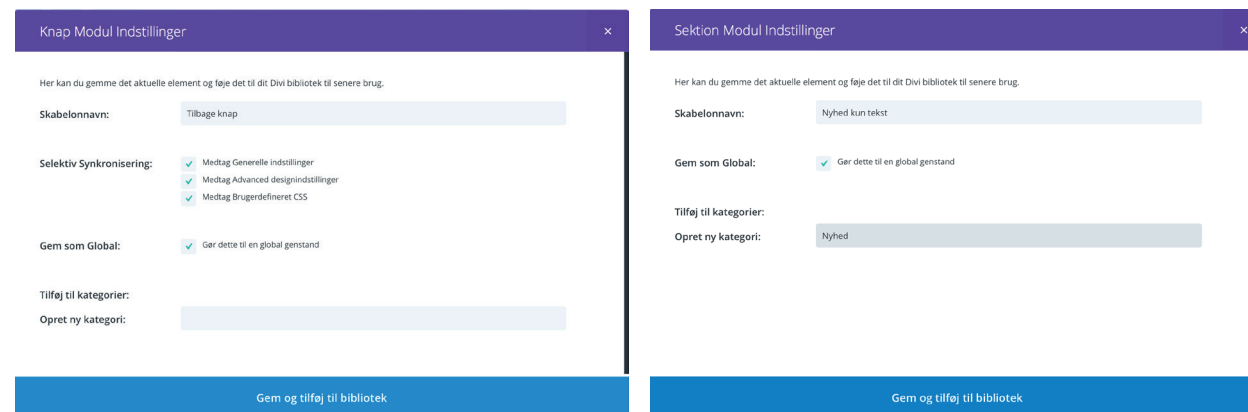 Knap Modul Indstillinger ×
Her kan du gemme det aktuelle element og føje det til dit Divi bibliotek til senere brug.
Skabelonnavn: Tilbage knap
Selektiv Synkronisering: Medtag Generelle indstillinger
Medtag Advanced designindstillinger
Medtag Brugerdefineret CSS
Gem som Global: Gør dette til en global genstand
Tilføj til kategorier:
Opret ny kategori:
Gem og tilføj til bibliotek
Sektion Modul Indstillinger ×
Her kan du gemme det aktuelle element og føje det til dit Divi bibliotek til senere brug.
Skabelonnavn: Nyhed kun tekst
Gem som Global: Gør dette til en global genstand
Tilføj til kategorier:
Opret ny kategori: Nyhed
Gem og tilføj til bibliotek